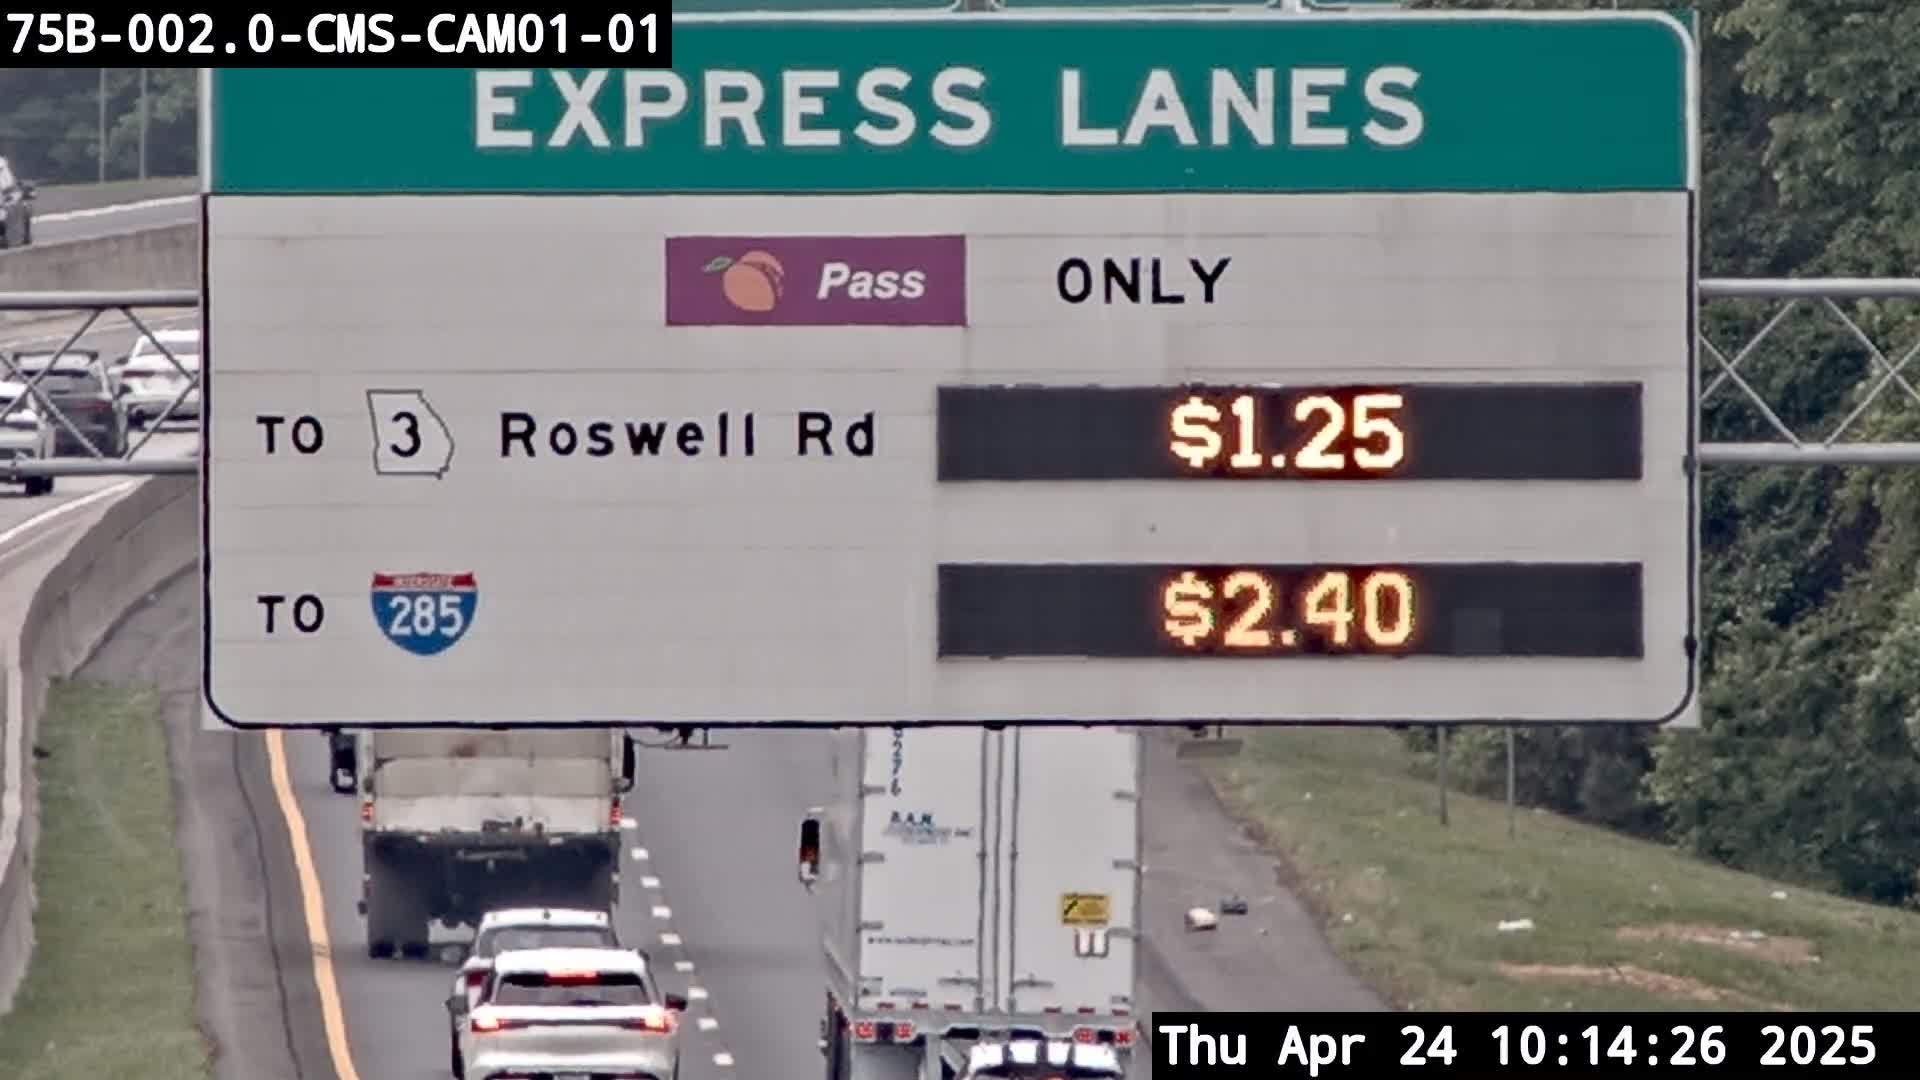 75B-002.0-CMS-CAM01-01
EXPRESS LANES
Pass ONLY
TO 3 Roswell Rd $1.25
TO INTERSTATE 285 $2.40
Thu Apr 24 10:14:26 2025